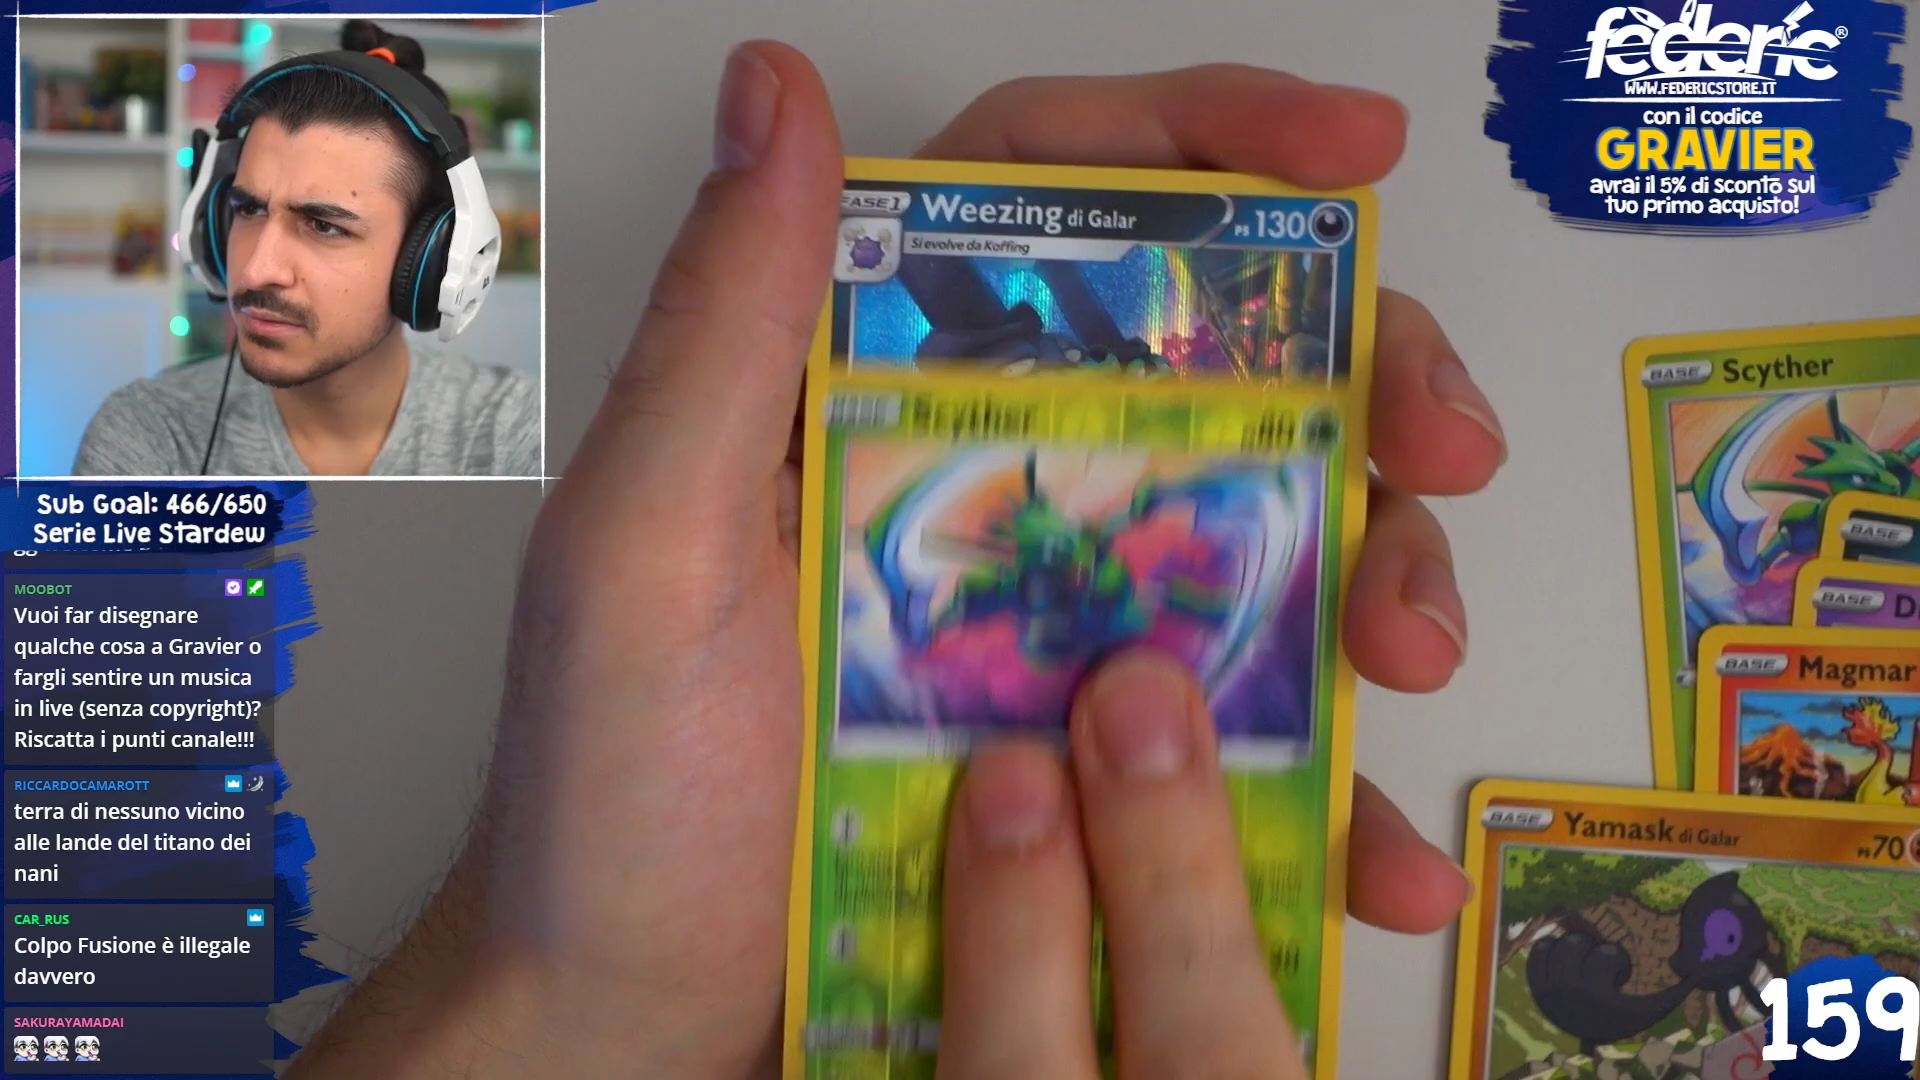 Sub Goal: 466/650
Serie Live Stardew
MOOBOT
Vuoi far disegnare
qualche cosa a Gravier o
fargli sentire un musica
in live (senza copyright)?
Riscatta i punti canale!!!
RICCARDOCAMAROTT
terra di nessuno vicino
alle lande del titano dei
nani
CAR_RUS
Colpo Fusione è illegale
davvero
SAKURAYAMADAI
FASE 1
Weezing di Galar
PS 130
Si evolve da Koffing
BASE
Scyther
federic®
WWW.FEDERICSTORE.IT
con il codice
GRAVIER
avrai il 5% di sconto sul
tuo primo acquisto!
BASE Scyther
BASE
BASE D
BASE Magmar
BASE Yamask di Galar PS 70
159